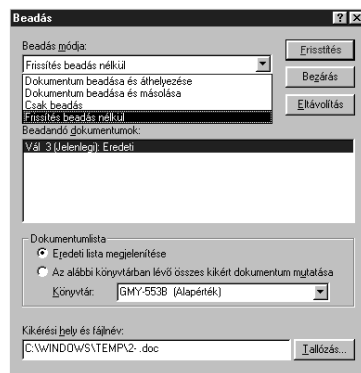 Beadás
Beadás módja:
Frissítés beadás nélkül
Dokumentum beadása és áthelyezése
Dokumentum beadása és másolása
Csak beadás
Frissítés beadás nélkül
Beadandó dokumentumok:
Vál 3 (Jelenlegi): Eredeti
Frisstítés
Bezárás
Eltávolítás
Dokumentumlista
Eredeti lista megjelenítése
Az alábbi könyvtárban lévő összes kikért dokumentum mutatása
Könyvtár: GMY-553B (Alapérték)
Kikérési hely és fájlnév:
C:\WINDOWS\TEMP\2-.doc
Tallózás...